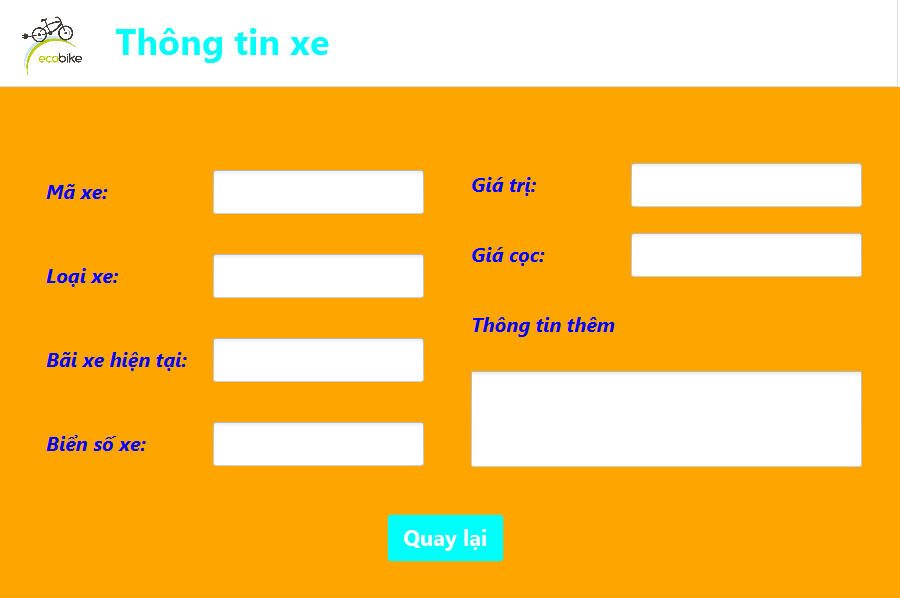 ecobike
Thông tin xe
Mã xe:
Loại xe:
Bãi xe hiện tại:
Biển số xe:
Giá trị:
Giá cọc:
Thông tin thêm
Quay lại